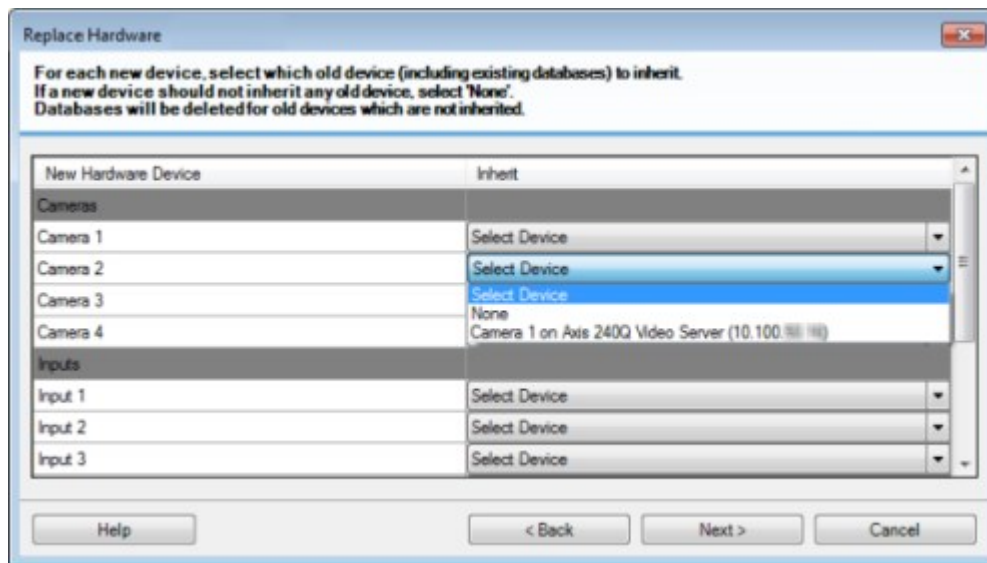 Replace Hardware
For each new device, select which old device (including existing databases) to inherit.
If a new device should not inherit any old device, select 'None'.
Databases will be deleted for old devices which are not inherited.
New Hardware Device Inherit
Cameras
Camera 1 Select Device
Camera 2 Select Device
Select Device
Camera 3
None
Camera 4 Camera 1 on Axis 240Q Video Server (10.100.
Inputs
Input 1 Select Device
Input 2 Select Device
Input 3 Select Device
Help < Back Next > Cancel